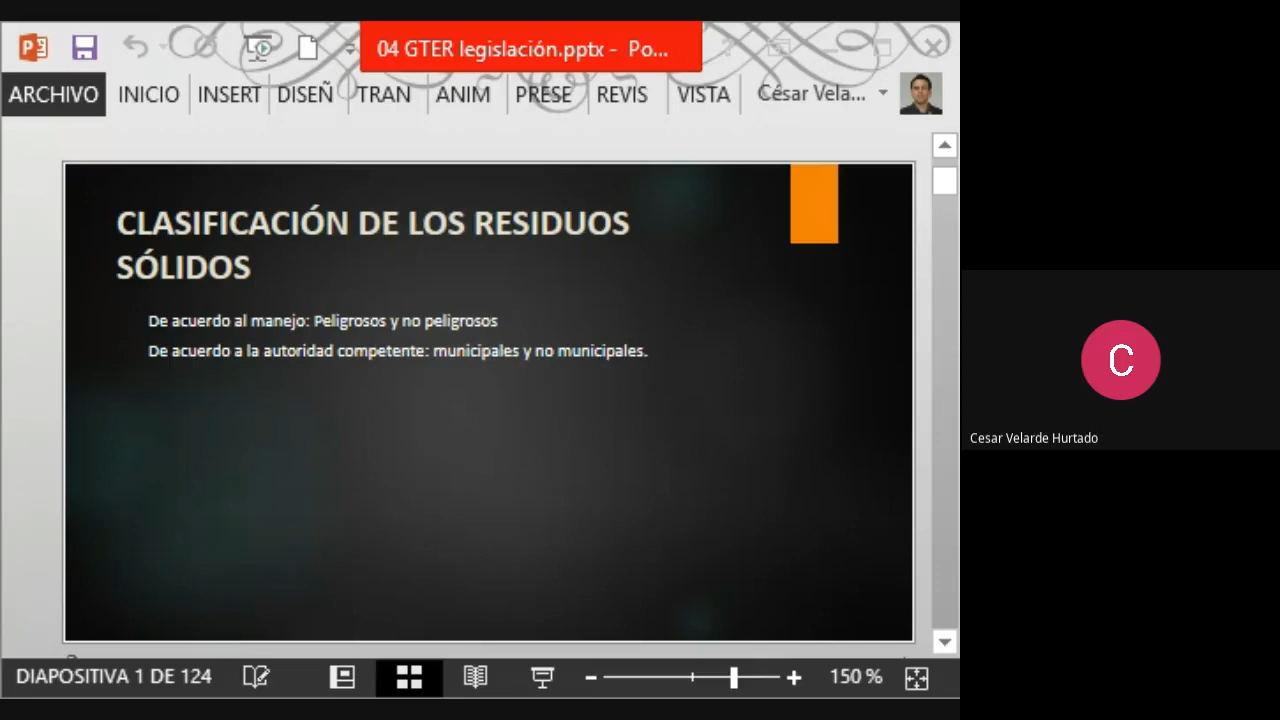 04 GTER legislación.pptx - Po...
ARCHIVO INICIO INSERT DISEÑ TRAN ANIM PRESE REVIS VISTA César Vela...
CLASIFICACIÓN DE LOS RESIDUOS
SÓLIDOS
De acuerdo al manejo: Peligrosos y no peligrosos
De acuerdo a la autoridad competente: municipales y no municipales.
C
Cesar Velarde Hurtado
DIAPOSITIVA 1 DE 124 150 %